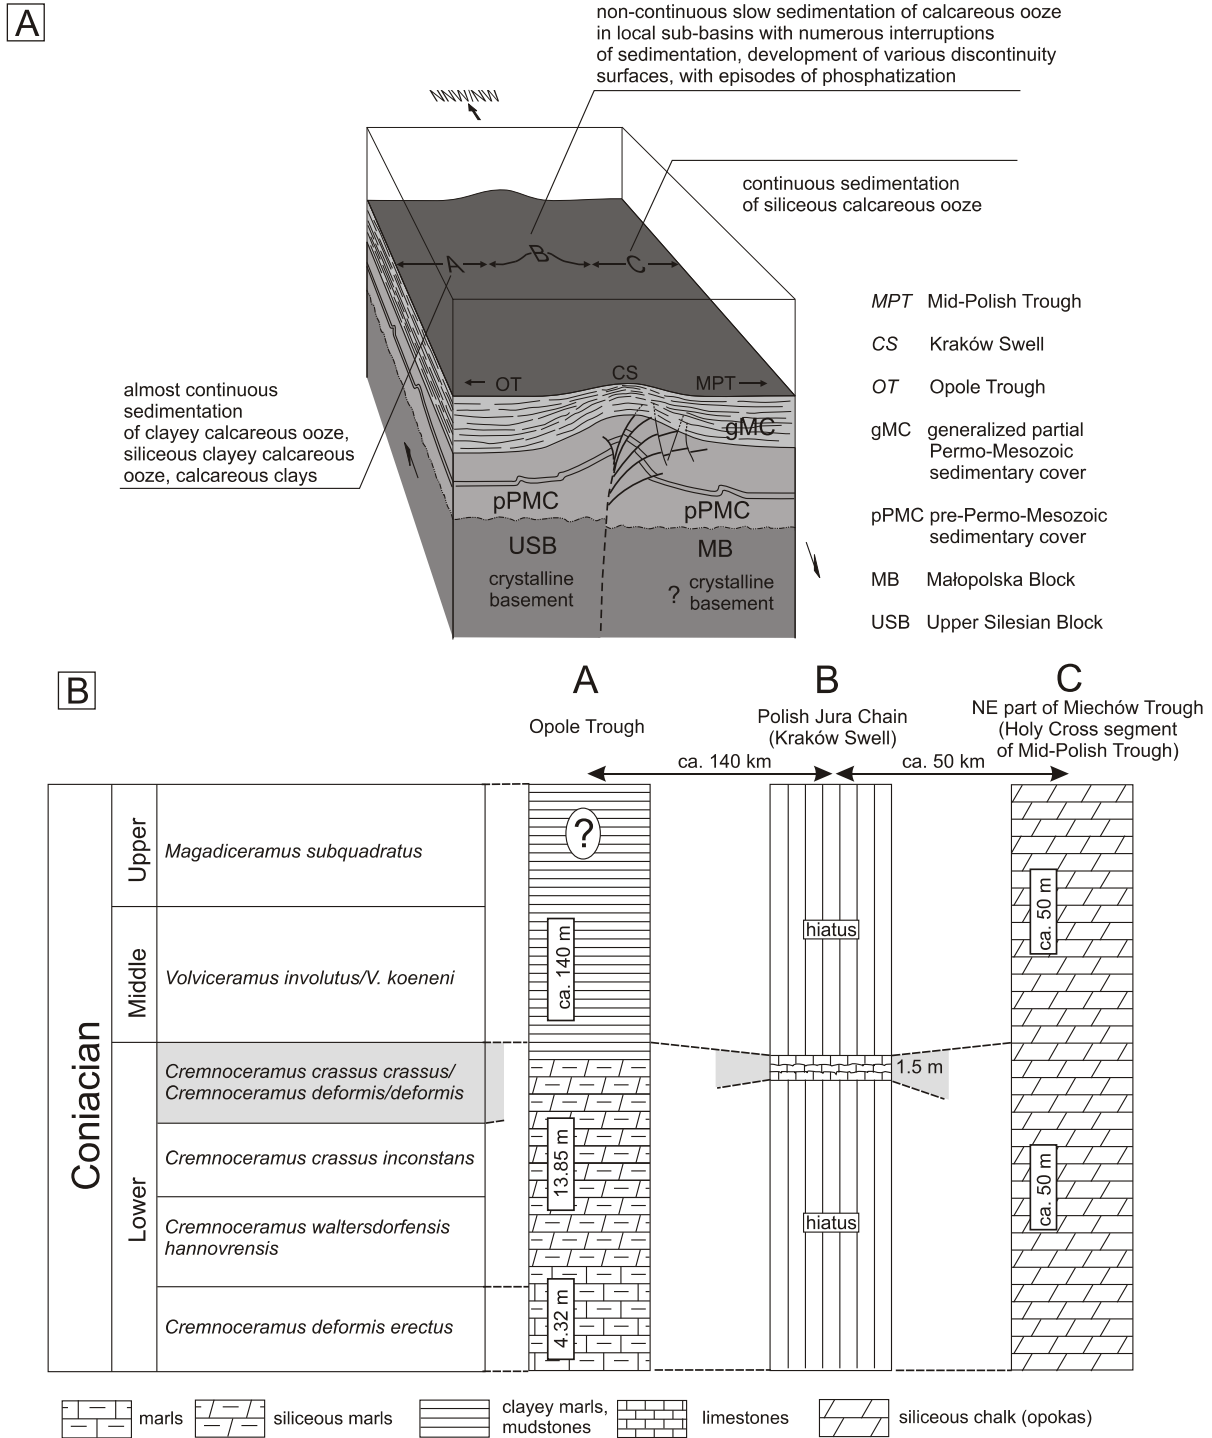 A
non-continuous slow sedimentation of calcareous ooze
in local sub-basins with numerous interruptions
of sedimentation, development of various discontinuity
surfaces, with episodes of phosphatization
NNW/NW
continuous sedimentation
of siliceous calcareous ooze
A
B
C
MPT Mid-Polish Trough
CS Kraków Swell
OT Opole Trough
gMC generalized partial
Permo-Mesozoic
sedimentary cover
pPMC pre-Permo-Mesozoic
sedimentary cover
MB Małopolska Block
USB Upper Silesian Block
almost continuous
sedimentation
of clayey calcareous ooze,
siliceous clayey calcareous
ooze, calcareous clays
OT
CS
MPT
gMC
pPMC
pPMC
USB
MB
crystalline
basement
? crystalline
basement
B
A
Opole Trough
B
Polish Jura Chain
(Kraków Swell)
C
NE part of Miechów Trough
(Holy Cross segment
of Mid-Polish Trough)
ca. 140 km
ca. 50 km
Coniacian
Upper
Middle
Lower
Magadiceramus subquadratus
Volviceramus involutus/V. koeneni
Cremnoceramus crassus crassus/
Cremnoceramus deformis/deformis
Cremnoceramus crassus inconstans
Cremnoceramus waltersdorfensis
hannovrensis
Cremnoceramus deformis erectus
?
ca. 140 m
13.85 m
4.32 m
hiatus
1.5 m
hiatus
ca. 50 m
ca. 50 m
marls
siliceous marls
clayey marls,
mudstones
limestones
siliceous chalk (opokas)